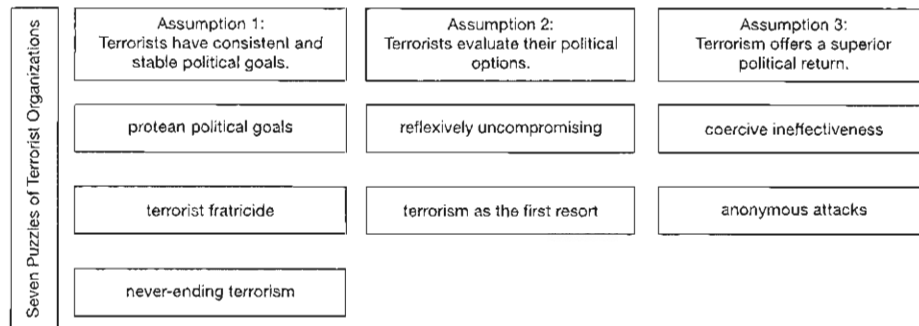 Seven Puzzles of Terrorist Organizations
Assumption 1:
Terrorists have consistent and
stable political goals.
Assumption 2:
Terrorists evaluate their political
options.
Assumption 3:
Terrorism offers a superior
political return.
protean political goals
reflexively uncompromising
coercive ineffectiveness
terrorist fratricide
terrorism as the first resort
anonymous attacks
never-ending terrorism